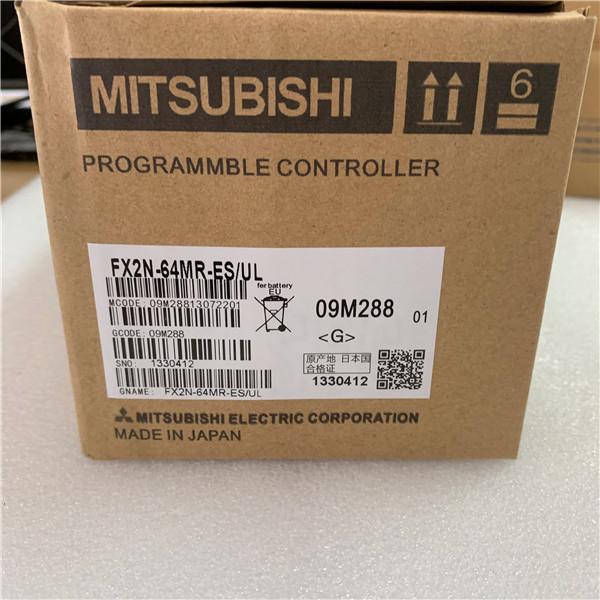 MITSUBISHI
6
PROGRAMMBLE CONTROLLER
FX2N-64MR-ES/UL
for battery
EU
MCODE: 09M28813072201
09M288
01
GCODE: 09M288
<G>
原产地 日本国
合格证
SNO: 1330412
1330412
GNAME: FX2N-64MR-ES/UL
MITSUBISHI ELECTRIC CORPORATION
MADE IN JAPAN